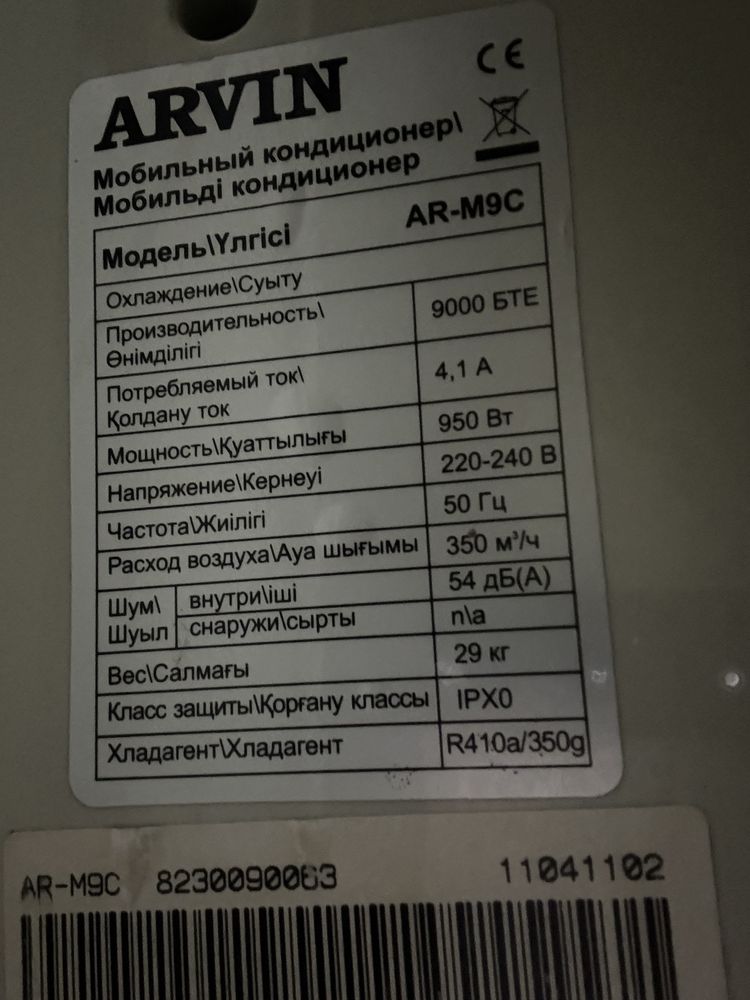 ARVIN
CE
Мобильный кондиционер\
Мобильді кондиционер
Модель\Үлгісі AR-M9C
Охлаждение\Суыту
Производительность\
Өнімділігі
9000 БТЕ
Потребляемый ток\
Қолдану ток
4,1 А
Мощность\Қуаттылығы 950 Вт
Напряжение\Кернеуі 220-240 В
Частота\Жиілігі 50 Гц
Расход воздуха\Ауа шығымы 350 м³/ч
Шум\
Шуыл
внутри\іші 54 дБ(А)
снаружи\сырты n\a
Вес\Салмағы 29 кг
Класс защиты\Қорғану классы IPX0
Хладагент\Хладагент R410a/350g
AR-M9C 8230090063 11041102